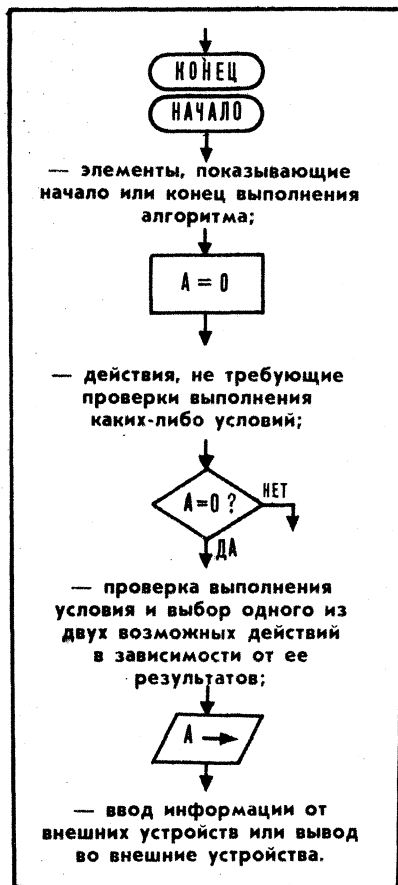 КОНЕЦ
НАЧАЛО
— элементы, показывающие
начало или конец выполнения
алгоритма;
А = 0
— действия, не требующие
проверки выполнения
каких-либо условий;
А=0 ?
НЕТ
ДА
— проверка выполнения
условия и выбор одного из
двух возможных действий
в зависимости от ее
результатов;
А
— ввод информации от
внешних устройств или вывод
во внешние устройства.